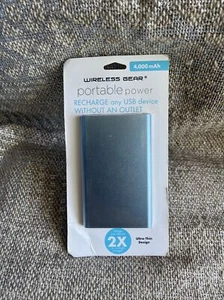 4,000 mAh
WIRELESS GEAR
portable power
RECHARGE any USB device
WITHOUT AN OUTLET
2X
Ultra Thin
Design